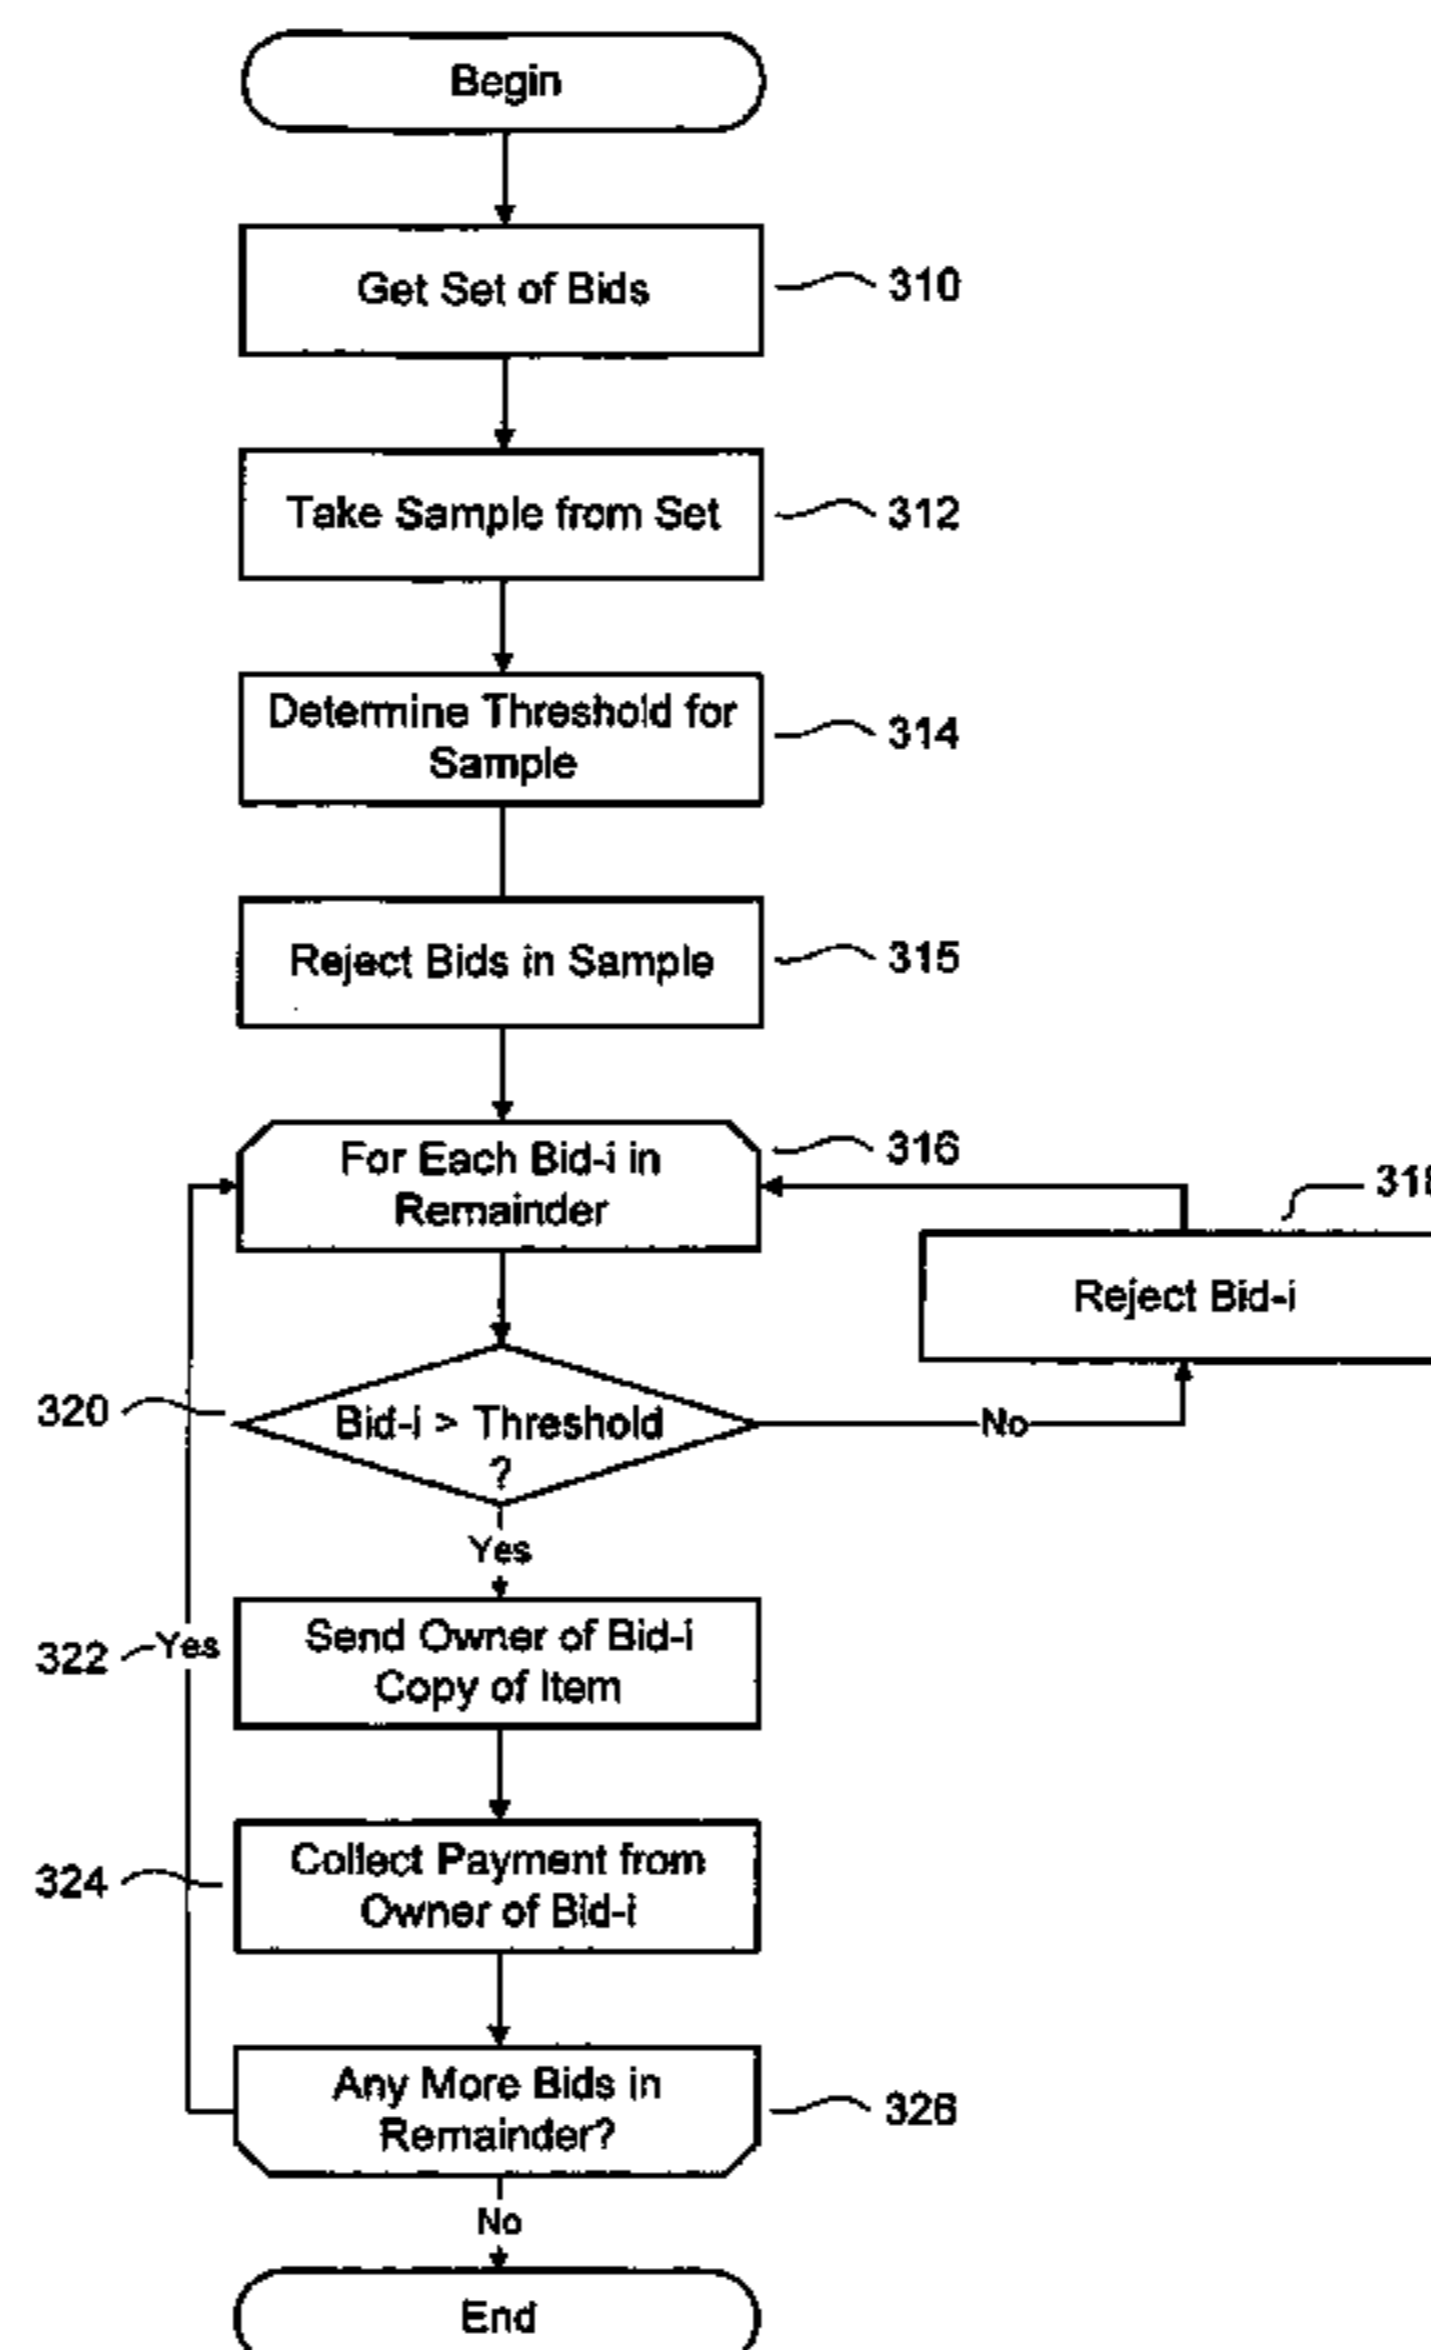 Begin
Get Set of Bids
310
Take Sample from Set
312
Determine Threshold for
Sample
314
Reject Bids in Sample
315
For Each Bid-i in
Remainder
316
Reject Bid-i
320
Bid-i > Threshold
?
No
Yes
322
Yes
Send Owner of Bid-i
Copy of Item
324
Collect Payment from
Owner of Bid-i
Any More Bids in
Remainder?
326
No
End